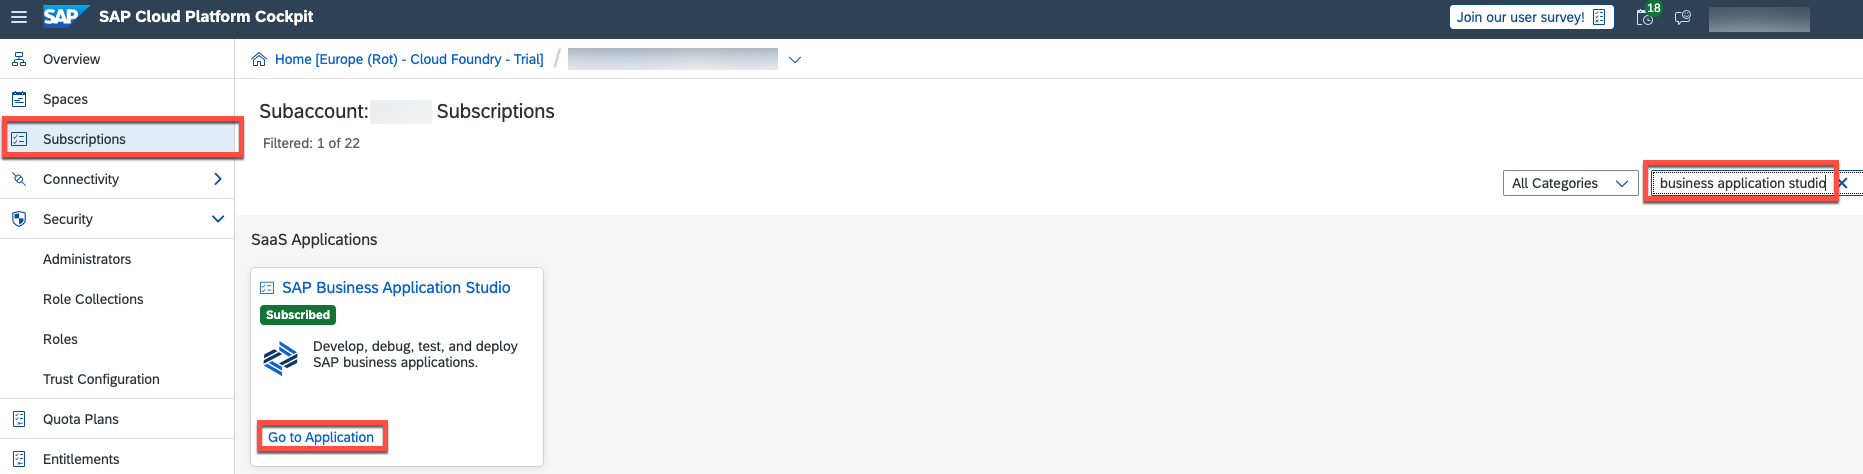 SAP SAP Cloud Platform Cockpit
Join our user survey!
18
Overview
Spaces
Subscriptions
Connectivity
Security
Administrators
Role Collections
Roles
Trust Configuration
Quota Plans
Entitlements
Home [Europe (Rot) - Cloud Foundry - Trial] /
Subaccount: Subscriptions
Filtered: 1 of 22
All Categories
business application studio
SaaS Applications
SAP Business Application Studio
Subscribed
Develop, debug, test, and deploy
SAP business applications.
Go to Application